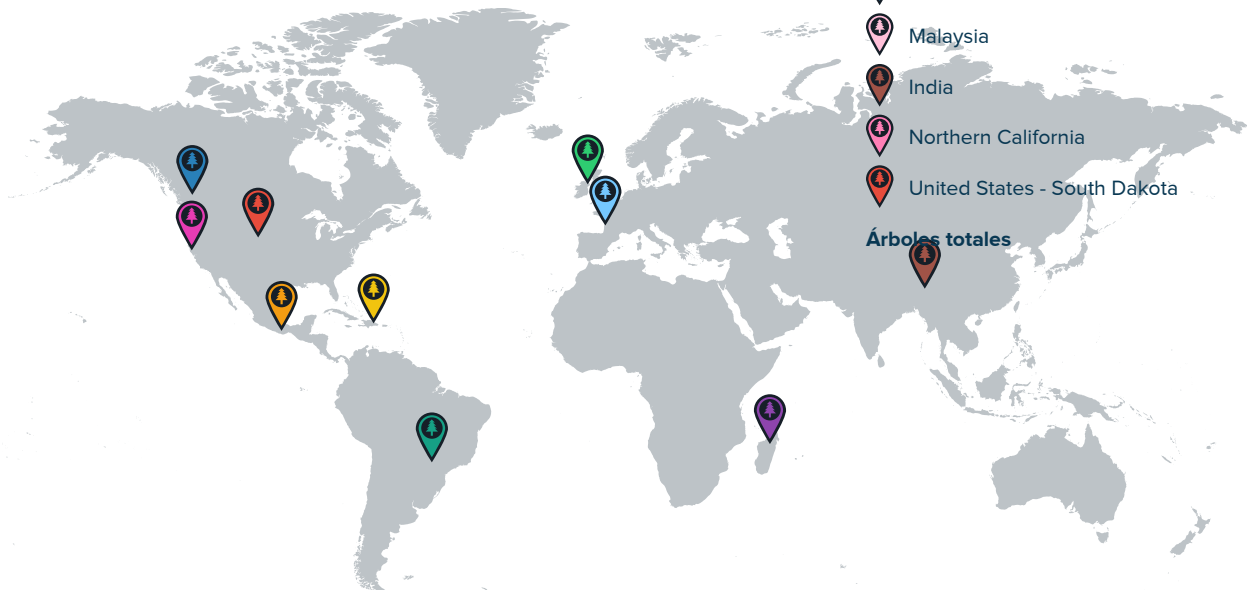 Malaysia
India
Northern California
United States - South Dakota
Árboles totales